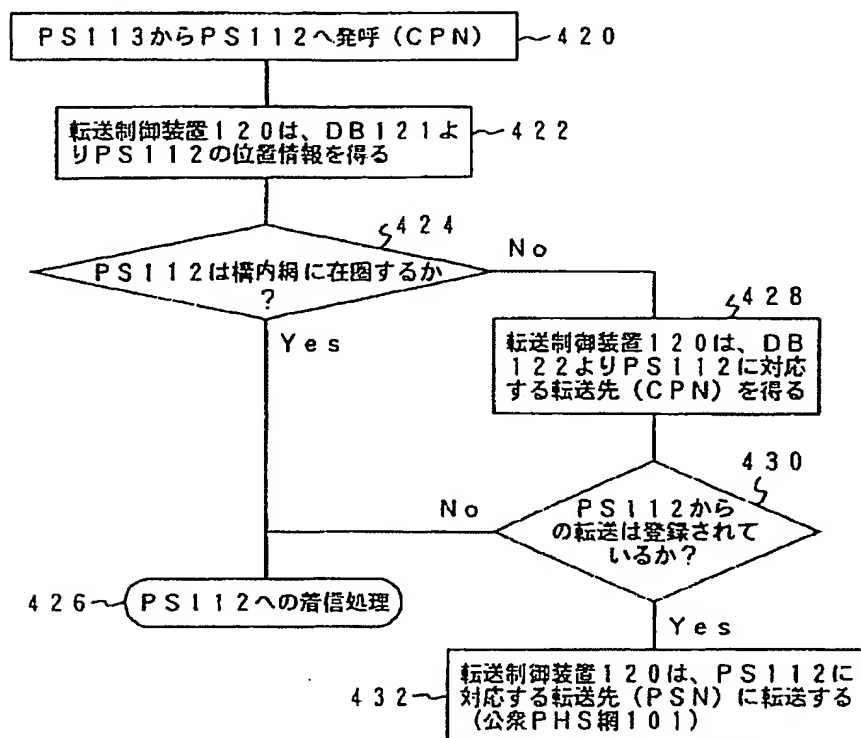 PS113からPS112へ発呼(CPN)
420
転送制御装置120は、DB121よ
りPS112の位置情報を得る
422
424
PS112は構内網に在圏するか
?
No
Yes
428
転送制御装置120は、DB
122よりPS112に対応
する転送先(CPN)を得る
430
PS112から
の転送は登録されて
いるか?
No
Yes
426
PS112への着信処理
432
転送制御装置120は、PS112に
対応する転送先(PSN)に転送する
(公衆PHS網101)